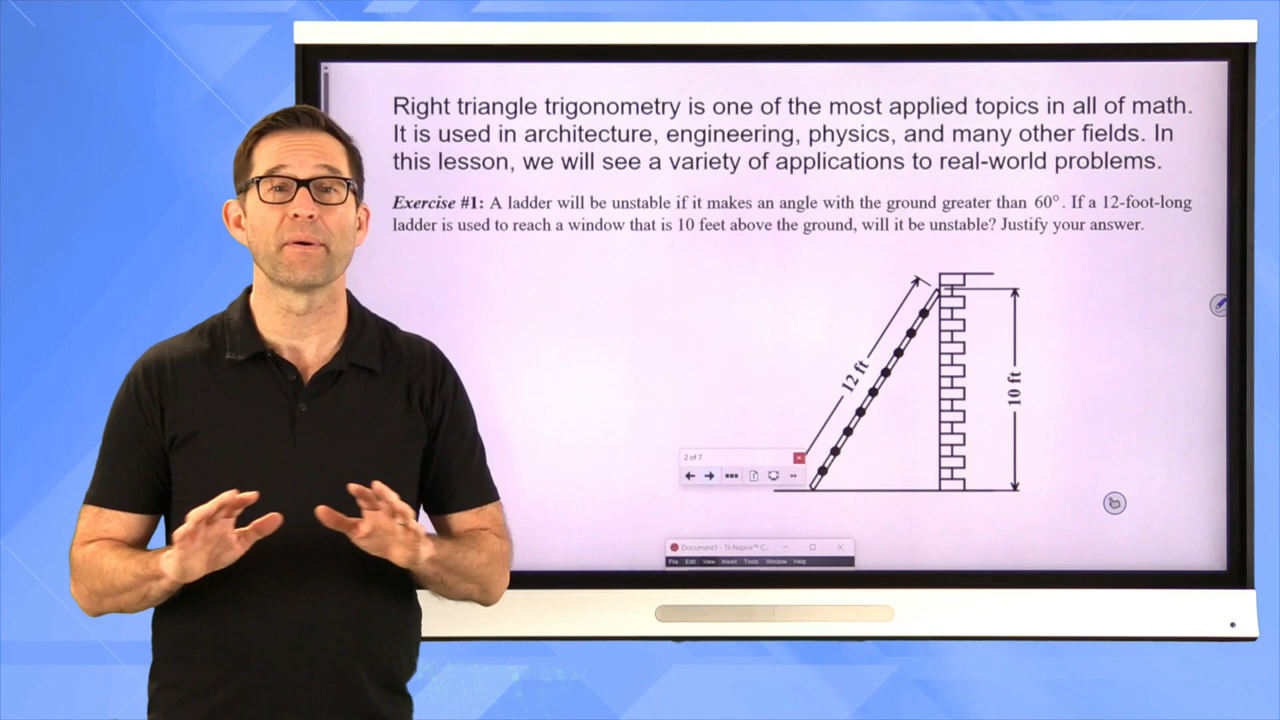 Right triangle trigonometry is one of the most applied topics in all of math.
It is used in architecture, engineering, physics, and many other fields. In
this lesson, we will see a variety of applications to real-world problems.
Exercise #1: A ladder will be unstable if it makes an angle with the ground greater than 60°. If a 12-foot-long
ladder is used to reach a window that is 10 feet above the ground, will it be unstable? Justify your answer.
12 ft
10 ft
2 of 7
Document1 - TI-Nspire™ C...
File Edit View Insert Tools Window Help